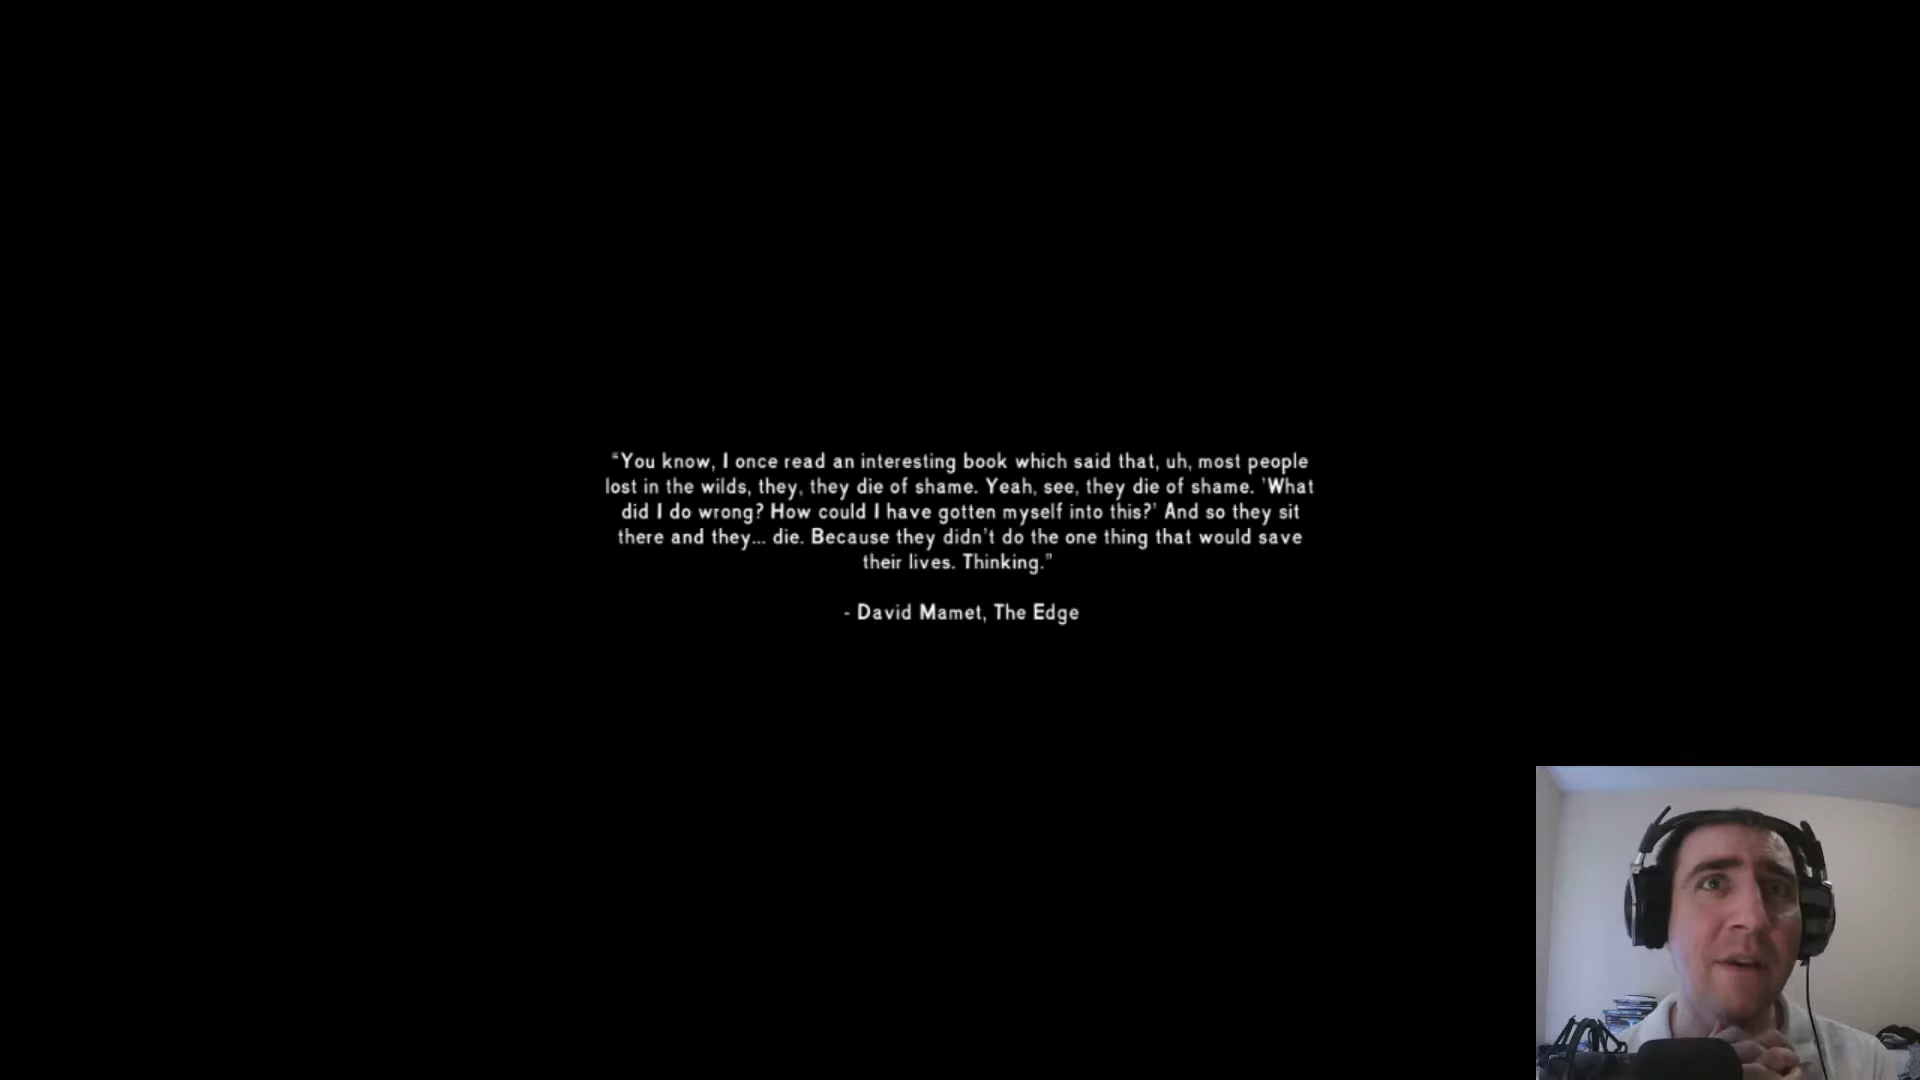 “You know, I once read an interesting book which said that, uh, most people
lost in the wilds, they, they die of shame. Yeah, see, they die of shame. 'What
did I do wrong? How could I have gotten myself into this?' And so they sit
there and they... die. Because they didn't do the one thing that would save
their lives. Thinking.”
- David Mamet, The Edge